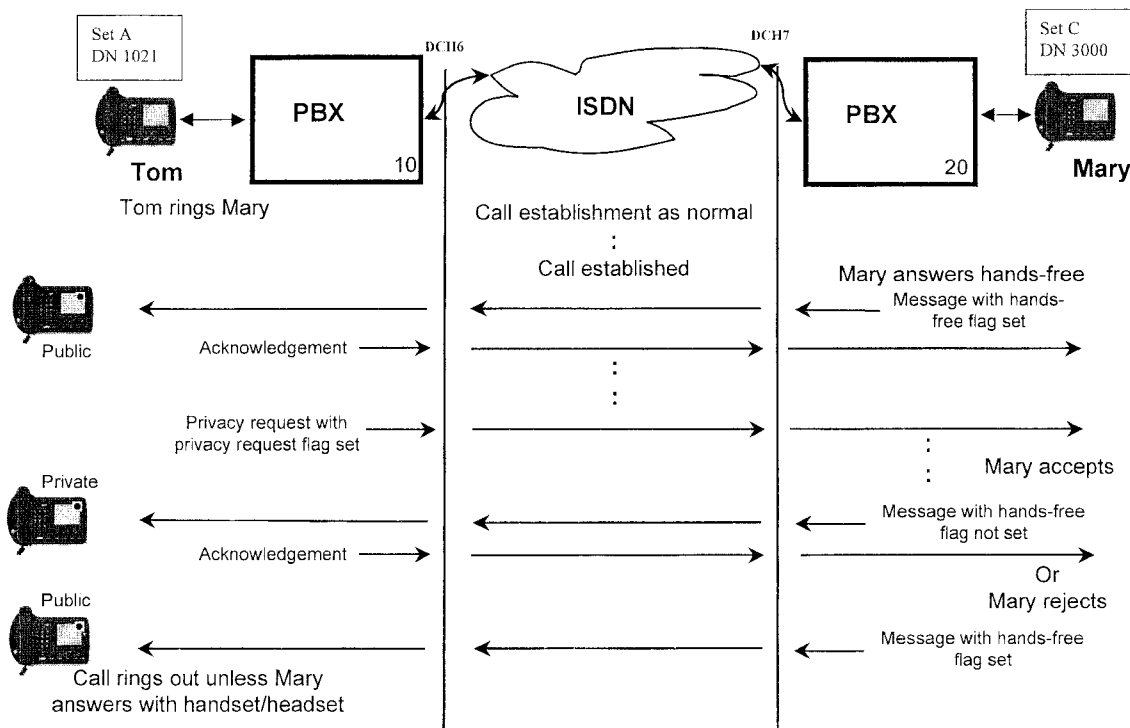 Set A
DN 1021
DCH6
DCH7
Set C
DN 3000
PBX
10
ISDN
PBX
20
Tom
Mary
Tom rings Mary
Call establishment as normal
Call established
Mary answers hands-free
Message with hands-
free flag set
Public
Acknowledgement
Privacy request with
privacy request flag set
Mary accepts
Private
Message with hands-free
flag not set
Acknowledgement
Or
Mary rejects
Public
Message with hands-free
flag set
Call rings out unless Mary
answers with handset/headset